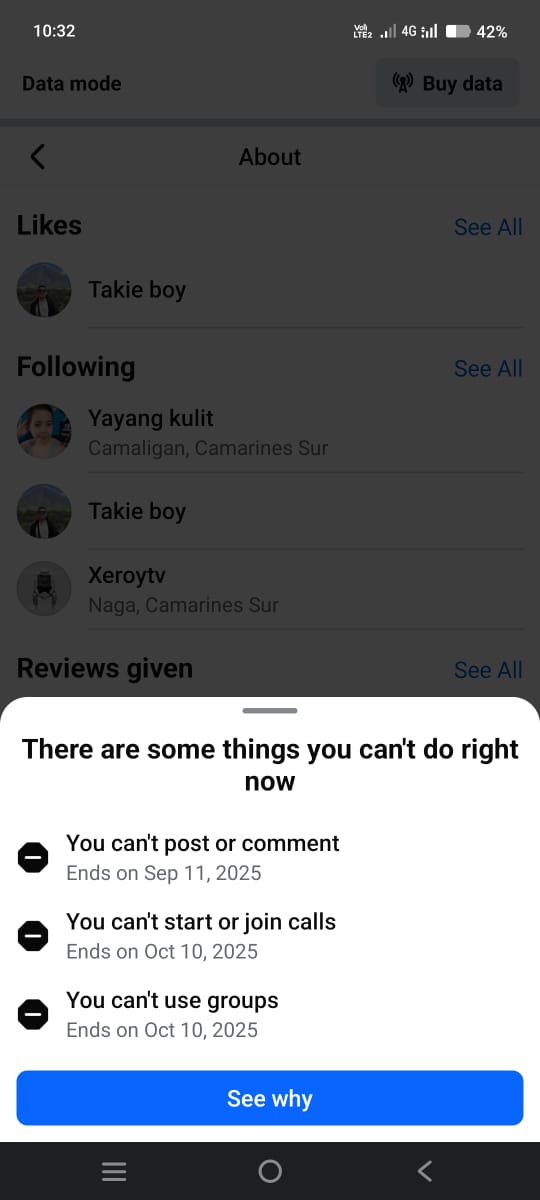 10:32
Vo))
LTE2
4G
42%
Data mode
Buy data
About
Likes
See All
Takie boy
Following
See All
Yayang kulit
Camaligan, Camarines Sur
Takie boy
Xeroytv
Naga, Camarines Sur
Reviews given
See All
There are some things you can't do right
now
You can't post or comment
Ends on Sep 11, 2025
You can't start or join calls
Ends on Oct 10, 2025
You can't use groups
Ends on Oct 10, 2025
See why